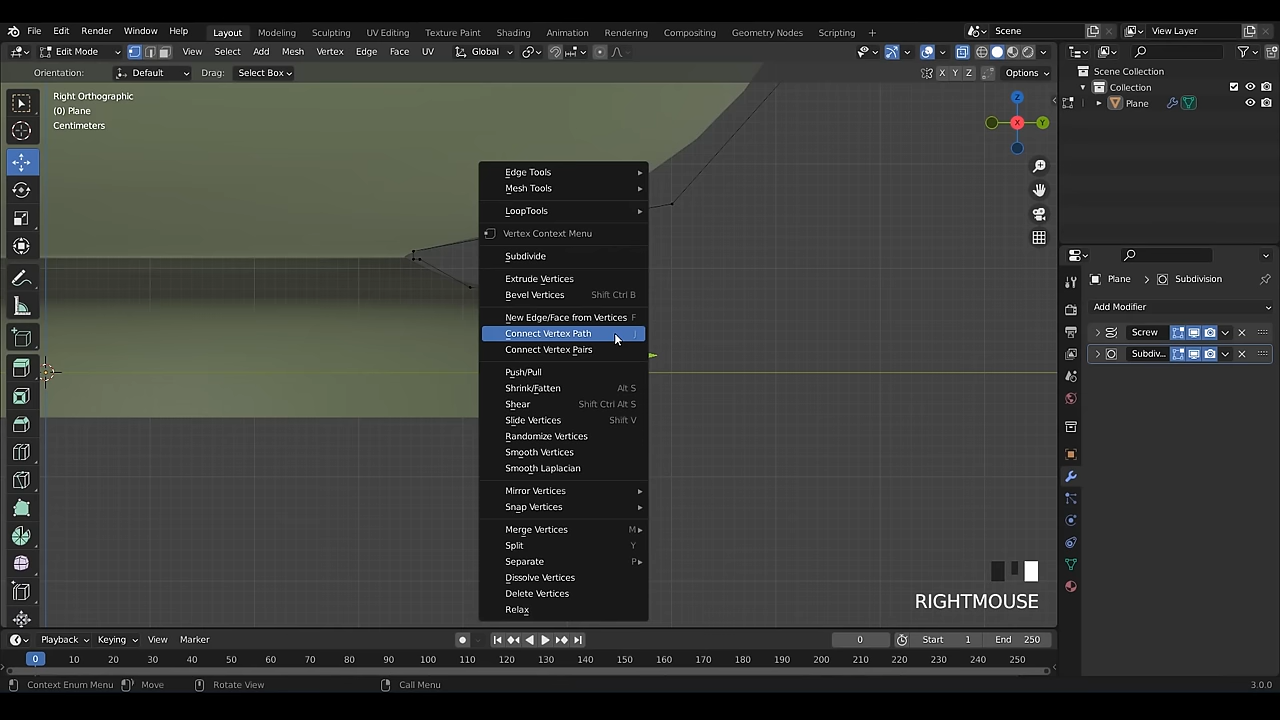 File Edit Render Window Help Layout Modeling Sculpting UV Editing Texture Paint Shading Animation Rendering Compositing Geometry Nodes Scripting + Scene View Layer
Edit Mode View Select Add Mesh Vertex Edge Face UV Global
Orientation: Default Drag: Select Box X Y Z Options
Right Orthographic
(0) Plane
Centimeters
Z
X
Y
Scene Collection
Collection
Plane
Plane Subdivision
Add Modifier
Screw
Subdiv...
Edge Tools
Mesh Tools
LoopTools
Vertex Context Menu
Subdivide
Extrude Vertices
Bevel Vertices Shift Ctrl B
New Edge/Face from Vertices F
Connect Vertex Path J
Connect Vertex Pairs
Push/Pull
Shrink/Fatten Alt S
Shear Shift Ctrl Alt S
Slide Vertices Shift V
Randomize Vertices
Smooth Vertices
Smooth Laplacian
Mirror Vertices
Snap Vertices
Merge Vertices M
Split Y
Separate P
Dissolve Vertices
Delete Vertices
Relax
RIGHTMOUSE
Playback Keying View Marker 0 Start 1 End 250
0 10 20 30 40 50 60 70 80 90 100 110 120 130 140 150 160 170 180 190 200 210 220 230 240 250
Context Enum Menu Move Rotate View Call Menu 3.0.0